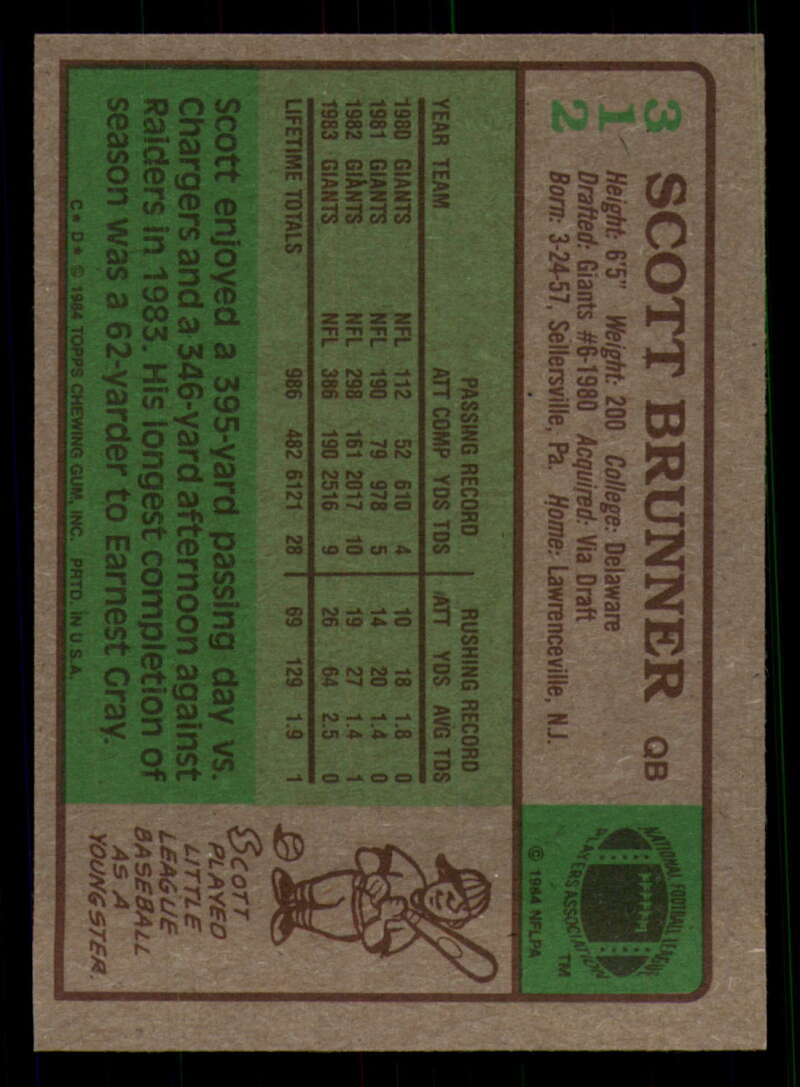 312
SCOTT BRUNNER QB
Height: 6'5" Weight: 200 College: Delaware
Drafted: Giants #6-1980 Acquired: Via Draft
Born: 3-24-57, Sellersville, Pa. Home: Lawrenceville, N.J.
NATIONAL FOOTBALL LEAGUE
PLAYERS ASSOCIATION
TM
© 1984 NFLPA
PASSING RECORD RUSHING RECORD
YEAR TEAM ATT COMP YDS TDS ATT YDS AVG TDS
1980 GIANTS NFL 112 52 610 4 10 18 1.8 0
1981 GIANTS NFL 190 79 978 5 14 20 1.4 0
1982 GIANTS NFL 298 161 2017 10 19 27 1.4 1
1983 GIANTS NFL 386 190 2516 9 26 64 2.5 0
LIFETIME TOTALS 986 482 6121 28 69 129 1.9 1
Scott enjoyed a 395-yard passing day vs.
Chargers and a 346-yard afternoon against
Raiders in 1983. His longest completion of
season was a 62-yarder to Earnest Gray.
C* D* © 1984 TOPPS CHEWING GUM, INC. PRTD. IN U.S.A.
SCOTT
PLAYED
LITTLE
LEAGUE
BASEBALL
AS A
YOUNGSTER.